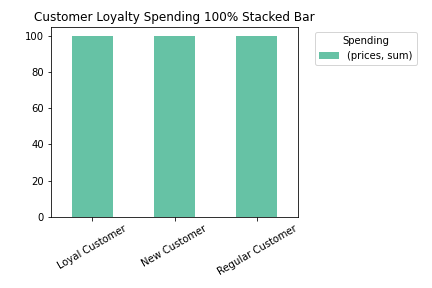 Customer Loyalty Spending 100% Stacked Bar
100
80
60
40
20
0
Loyal Customer
New Customer
Regular Customer
Spending
(prices, sum)